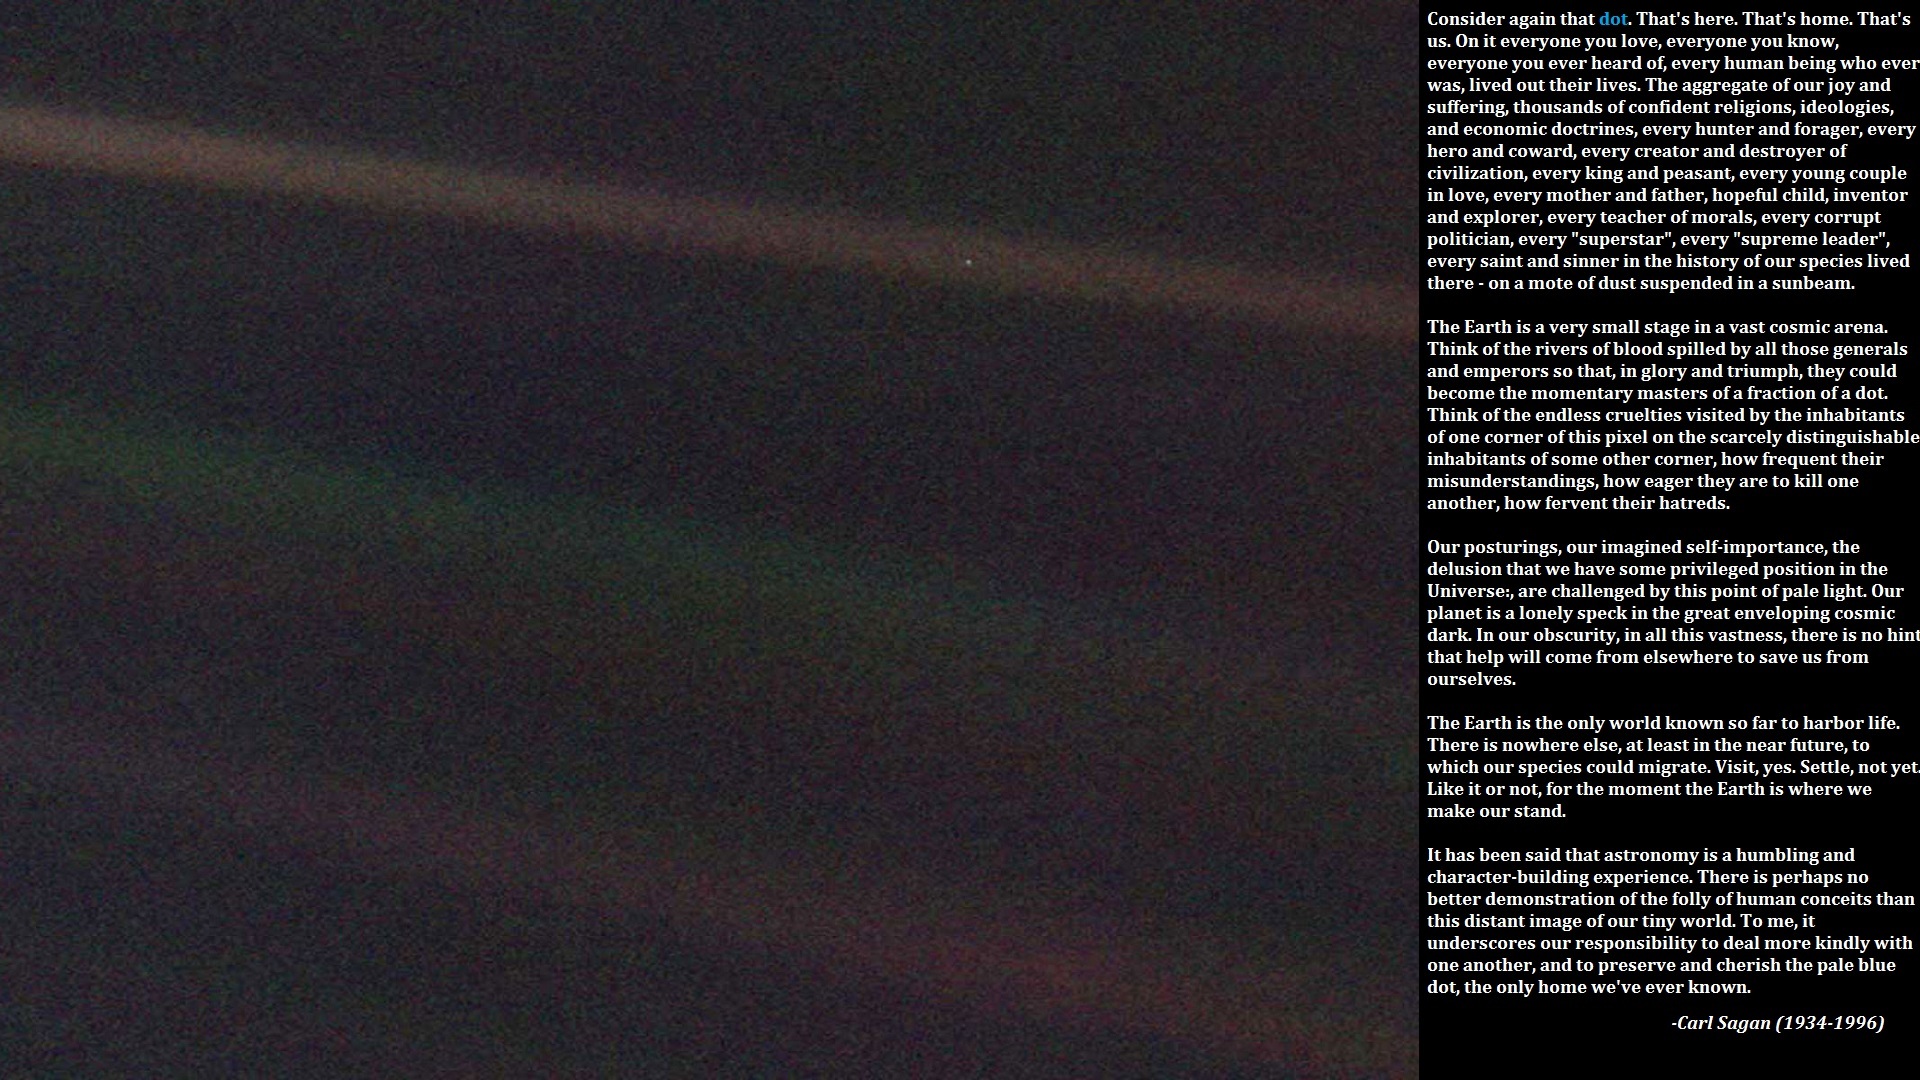 Consider again that dot. That's here. That's home. That's
us. On it everyone you love, everyone you know,
everyone you ever heard of, every human being who ever
was, lived out their lives. The aggregate of our joy and
suffering, thousands of confident religions, ideologies,
and economic doctrines, every hunter and forager, every
hero and coward, every creator and destroyer of
civilization, every king and peasant, every young couple
in love, every mother and father, hopeful child, inventor
and explorer, every teacher of morals, every corrupt
politician, every "superstar", every "supreme leader",
every saint and sinner in the history of our species lived
there - on a mote of dust suspended in a sunbeam.
The Earth is a very small stage in a vast cosmic arena.
Think of the rivers of blood spilled by all those generals
and emperors so that, in glory and triumph, they could
become the momentary masters of a fraction of a dot.
Think of the endless cruelties visited by the inhabitants
of one corner of this pixel on the scarcely distinguishable
inhabitants of some other corner, how frequent their
misunderstandings, how eager they are to kill one
another, how fervent their hatreds.
Our posturings, our imagined self-importance, the
delusion that we have some privileged position in the
Universe:, are challenged by this point of pale light. Our
planet is a lonely speck in the great enveloping cosmic
dark. In our obscurity, in all this vastness, there is no hint
that help will come from elsewhere to save us from
ourselves.
The Earth is the only world known so far to harbor life.
There is nowhere else, at least in the near future, to
which our species could migrate. Visit, yes. Settle, not yet.
Like it or not, for the moment the Earth is where we
make our stand.
It has been said that astronomy is a humbling and
character-building experience. There is perhaps no
better demonstration of the folly of human conceits than
this distant image of our tiny world. To me, it
underscores our responsibility to deal more kindly with
one another, and to preserve and cherish the pale blue
dot, the only home we've ever known.
-Carl Sagan (1934-1996)